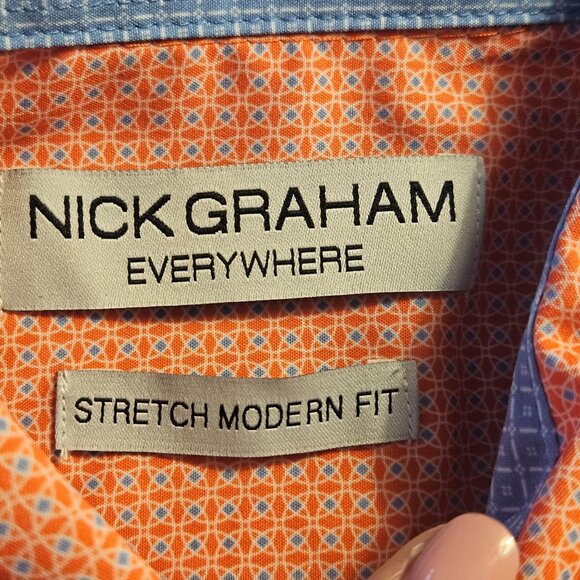 NICK GRAHAM
EVERYWHERE
STRETCH MODERN FIT